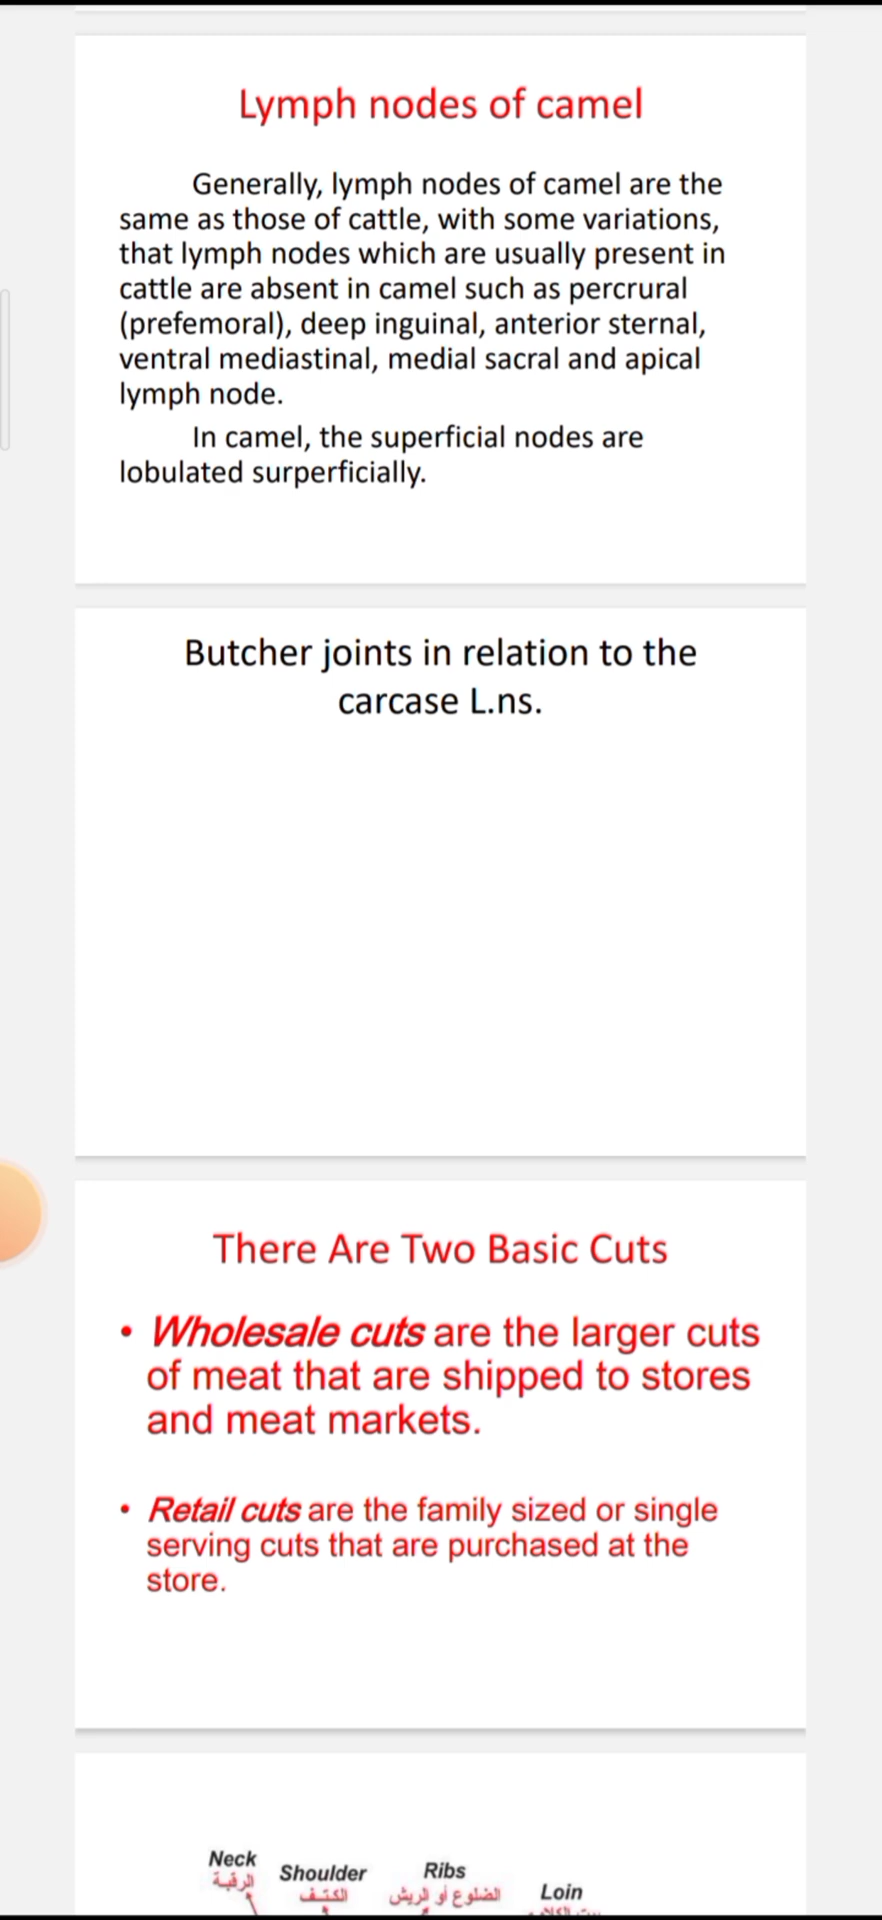 Lymph nodes of camel
Generally, lymph nodes of camel are the
same as those of cattle, with some variations,
that lymph nodes which are usually present in
cattle are absent in camel such as percrural
(prefemoral), deep inguinal, anterior sternal,
ventral mediastinal, medial sacral and apical
lymph node.
In camel, the superficial nodes are
lobulated surperficially.
Butcher joints in relation to the
carcase L.ns.
There Are Two Basic Cuts
• Wholesale cuts are the larger cuts
of meat that are shipped to stores
and meat markets.
• Retail cuts are the family sized or single
serving cuts that are purchased at the
store.
Neck
الرقبة
Shoulder
الكتف
Ribs
الضلوع أو الريش
Loin